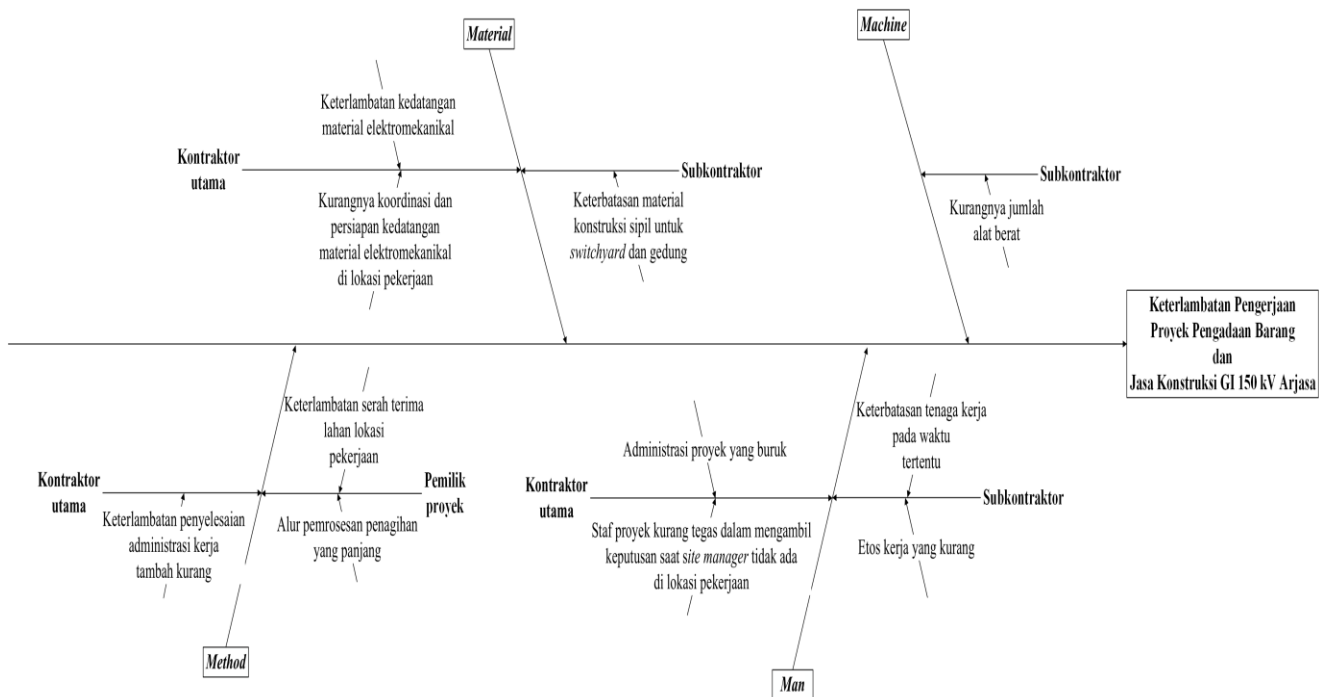 Material
Machine
Keterlambatan kedatangan
material elektromekanikal
Kontraktor
utama
Subkontraktor
Kurangnya koordinasi dan
persiapan kedatangan
material elektromekanikal
di lokasi pekerjaan
Keterbatasan material
konstruksi sipil untuk
switchyard dan gedung
Subkontraktor
Kurangnya jumlah
alat berat
Keterlambatan Pengerjaan
Proyek Pengadaan Barang
dan
Jasa Konstruksi GI 150 kV Arjasa
Keterlambatan serah terima
lahan lokasi
pekerjaan
Kontraktor
utama
Pemilik
proyek
Keterlambatan penyelesaian
administrasi kerja
tambah kurang
Alur pemrosesan penagihan
yang panjang
Method
Administrasi proyek yang buruk
Keterbatasan tenaga kerja
pada waktu
tertentu
Kontraktor
utama
Subkontraktor
Staf proyek kurang tegas dalam mengambil
keputusan saat site manager tidak ada
di lokasi pekerjaan
Etos kerja yang kurang
Man